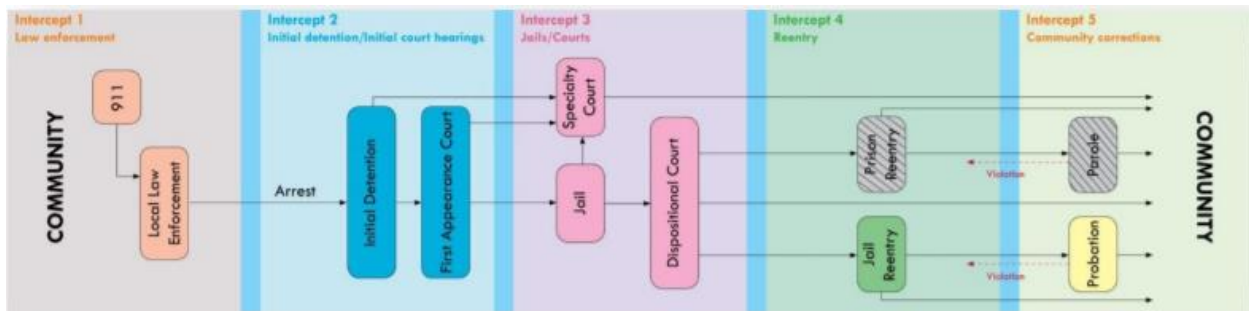 Intercept 1
Law enforcement
COMMUNITY
911
Local Law
Enforcement
Arrest
Intercept 2
Initial detention/Initial court hearings
Initial Detention
First Appearance Court
Intercept 3
Jails/Courts
Specialty
Court
Jail
Dispositional Court
Intercept 4
Reentry
Prison
Reentry
Jail
Reentry
Violation
Violation
Intercept 5
Community corrections
Parole
Probation
COMMUNITY